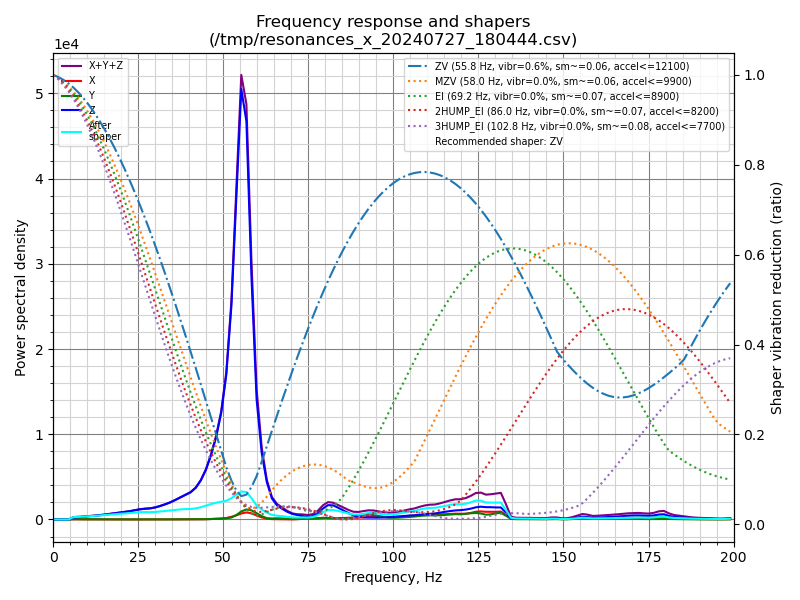 Frequency response and shapers
(/tmp/resonances_x_20240727_180444.csv)
1e4
X+Y+Z
X
Y
Z
After
shaper
ZV (55.8 Hz, vibr=0.6%, sm~=0.06, accel<=12100)
MZV (58.0 Hz, vibr=0.0%, sm~=0.06, accel<=9900)
EI (69.2 Hz, vibr=0.0%, sm~=0.07, accel<=8900)
2HUMP_EI (86.0 Hz, vibr=0.0%, sm~=0.07, accel<=8200)
3HUMP_EI (102.8 Hz, vibr=0.0%, sm~=0.08, accel<=7700)
Recommended shaper: ZV
Power spectral density
5
4
3
2
1
0
1.0
0.8
0.6
0.4
0.2
0.0
Shaper vibration reduction (ratio)
0 25 50 75 100 125 150 175 200
Frequency, Hz